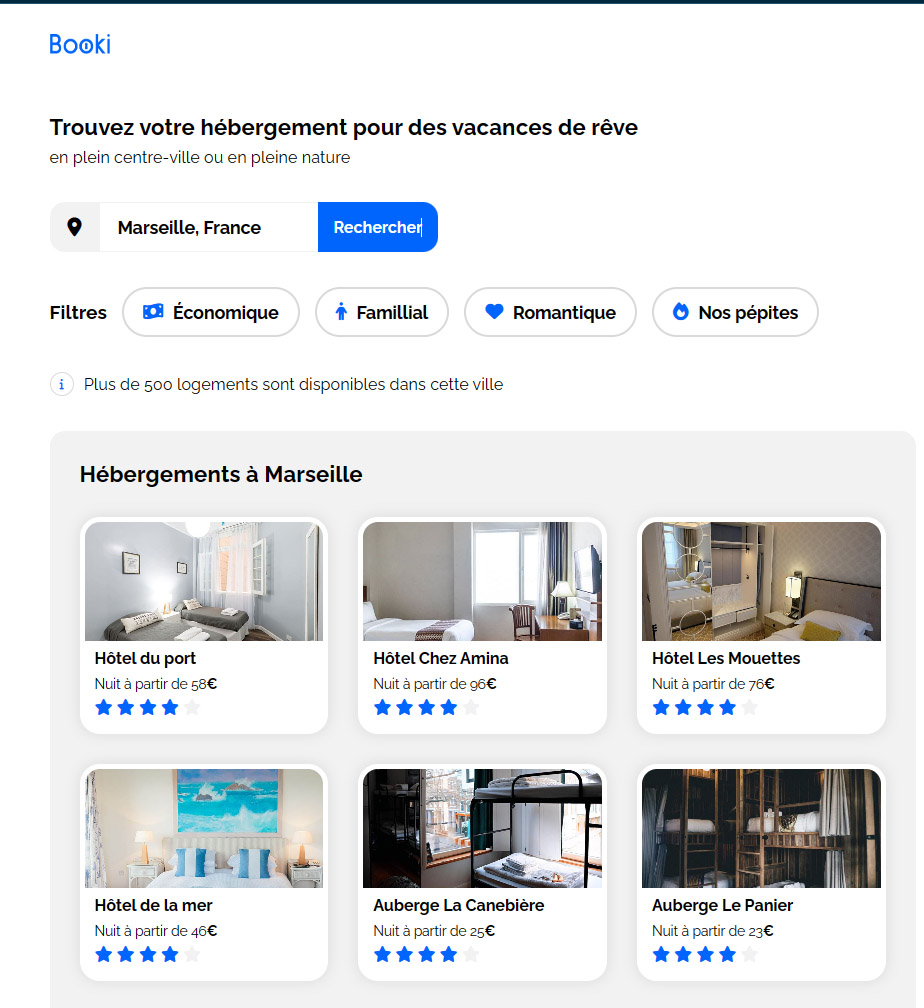 Booki
Trouvez votre hébergement pour des vacances de rêve
en plein centre-ville ou en pleine nature
Marseille, France Rechercher
Filtres Économique Famillial Romantique Nos pépites
Plus de 500 logements sont disponibles dans cette ville
Hébergements à Marseille
Hôtel du port Hôtel Chez Amina Hôtel Les Mouettes
Nuit à partir de 58€ Nuit à partir de 96€ Nuit à partir de 76€
Hôtel de la mer Auberge La Canebière Auberge Le Panier
Nuit à partir de 46€ Nuit à partir de 25€ Nuit à partir de 23€